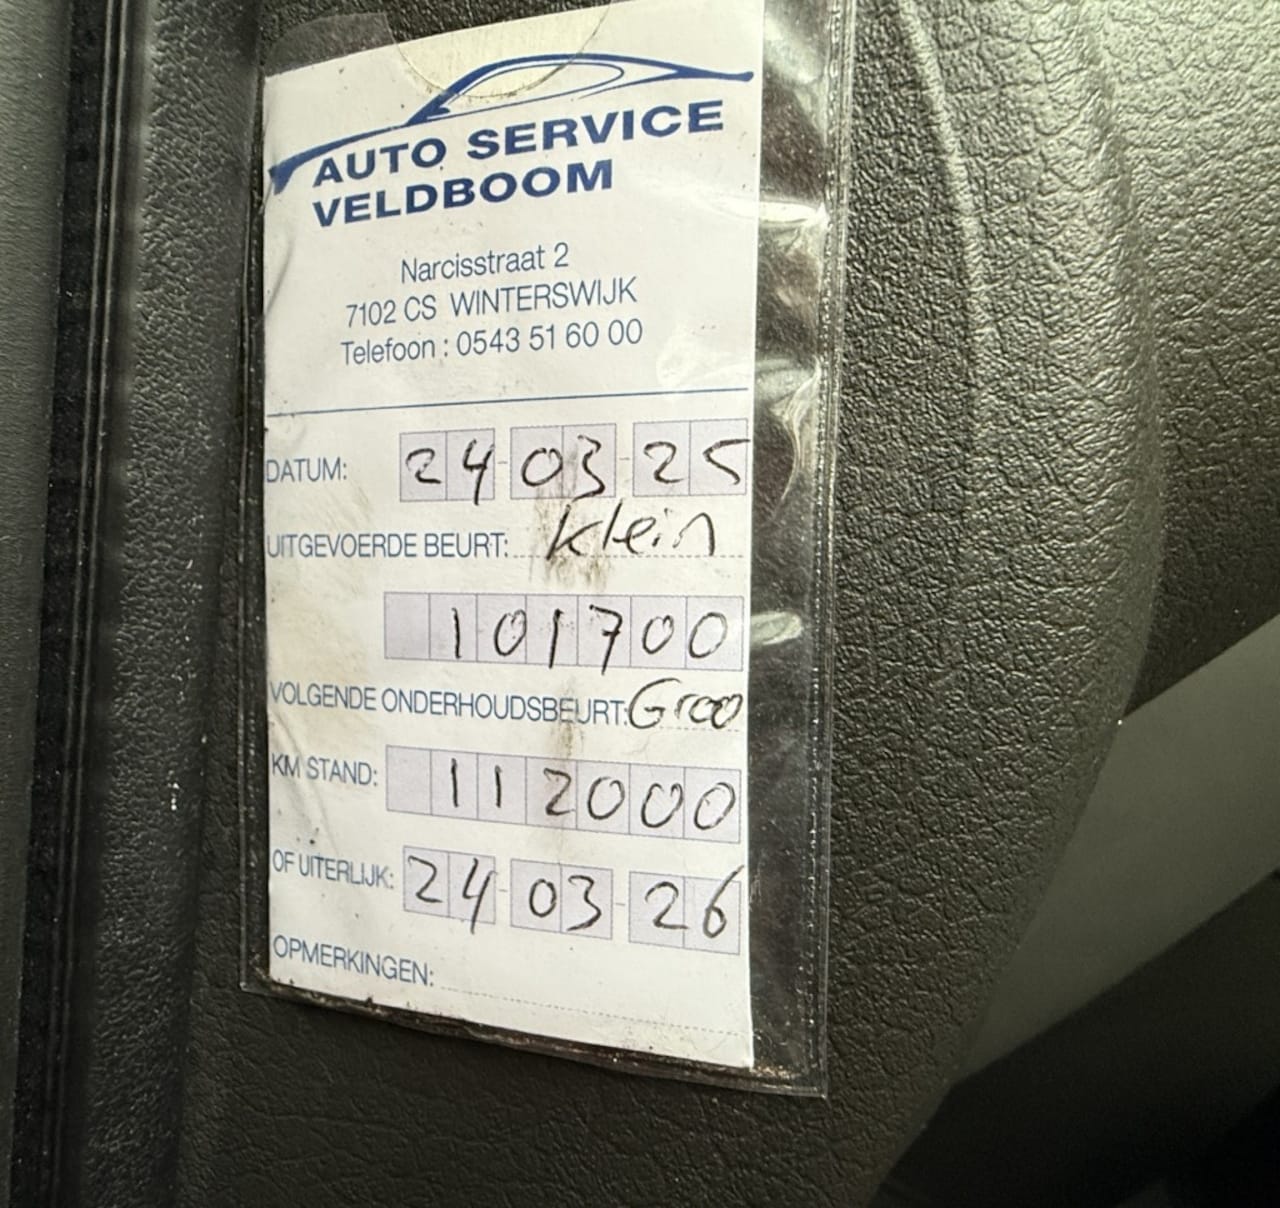 AUTO SERVICE
VELDBOOM
Narcisstraat 2
7102 CS WINTERSWIJK
Telefoon : 0543 51 60 00
DATUM: 24-03-25
UITGEVOERDE BEURT: Klein
101700
VOLGENDE ONDERHOUDSBEURT: Groo
KM STAND: 112000
OF UITERLIJK: 24-03-26
OPMERKINGEN: